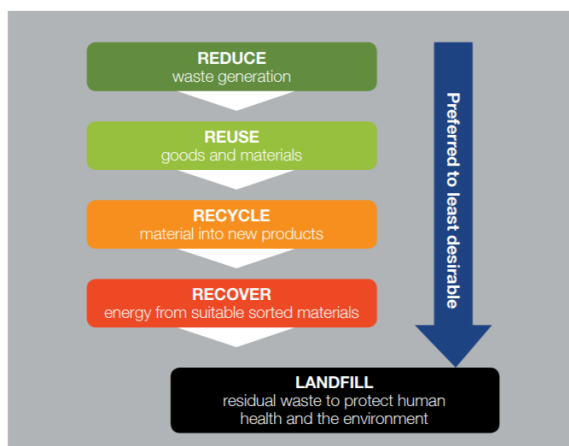 REDUCE
waste generation
REUSE
goods and materials
RECYCLE
material into new products
RECOVER
energy from suitable sorted materials
LANDFILL
residual waste to protect human
health and the environment
Preferred to least desirable